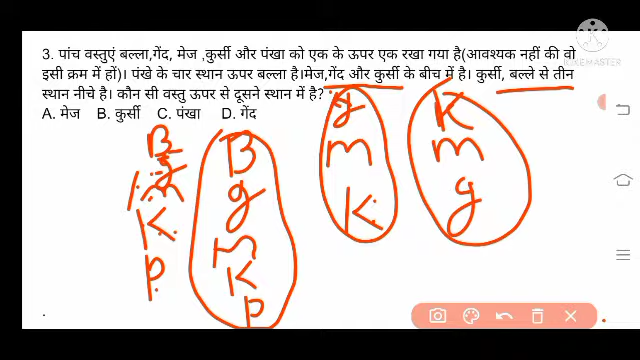 3. पांच वस्तुएं बल्ला,गेंद, मेज ,कुर्सी और पंखा को एक के ऊपर एक रखा गया है(आवश्यक नहीं की वो
इसी क्रम में हों)। पंखे के चार स्थान ऊपर बल्ला है।मेज,गेंद और कुर्सी के बीच में है। कुर्सी, बल्ले से तीन
स्थान नीचे है। कौन सी वस्तु ऊपर से दूसने स्थान में है?
A. मेज B. कुर्सी C. पंखा D. गेंद
B
g
m
K
P
B
g
m
K
P
g
m
K
K
m
g
.